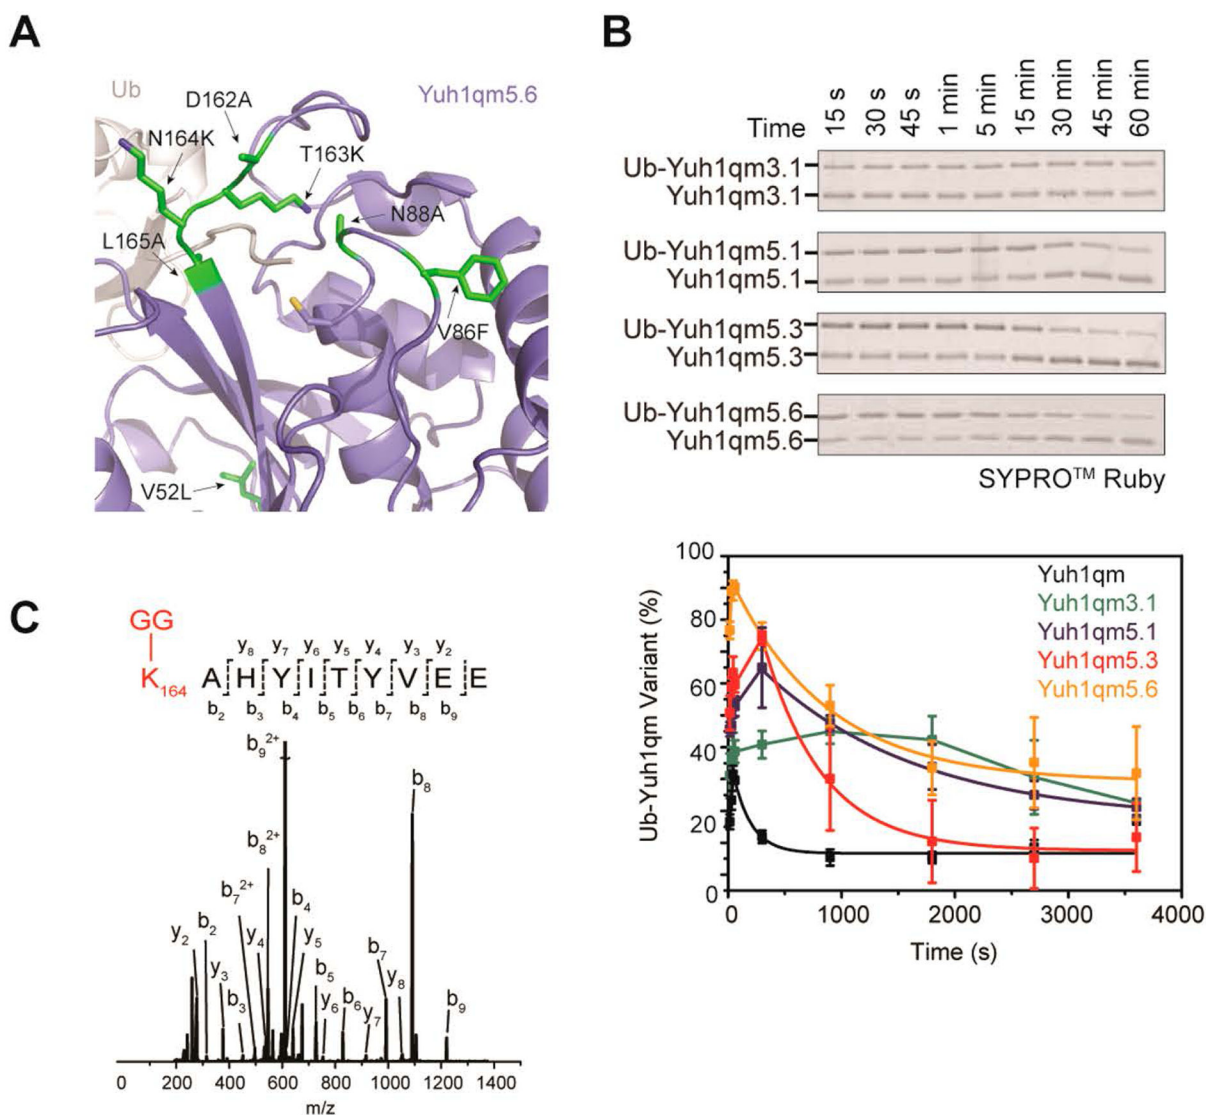 A
Ub
D162A
Yuh1qm5.6
N164K
T163K
N88A
L165A
V86F
V52L
B
Time
15 s
30 s
45 s
1 min
5 min
15 min
30 min
45 min
60 min
Ub-Yuh1qm3.1
Yuh1qm3.1
Ub-Yuh1qm5.1
Yuh1qm5.1
Ub-Yuh1qm5.3
Yuh1qm5.3
Ub-Yuh1qm5.6
Yuh1qm5.6
SYPRO™ Ruby
Ub-Yuh1qm Variant (%)
100
80
60
40
20
0
0 1000 2000 3000 4000
Time (s)
Yuh1qm
Yuh1qm3.1
Yuh1qm5.1
Yuh1qm5.3
Yuh1qm5.6
C
GG
K164
y8 y7 y6 y5 y4 y3 y2
A H Y I T Y V E E
b2 b3 b4 b5 b6 b7 b8 b9
b9 2+
b8
b8 2+
b7 2+
b4
y2
b2
y4
y5
y3
b3
b5
y6
b6
b7
y7
y8
b9
0 200 400 600 800 1000 1200 1400
m/z